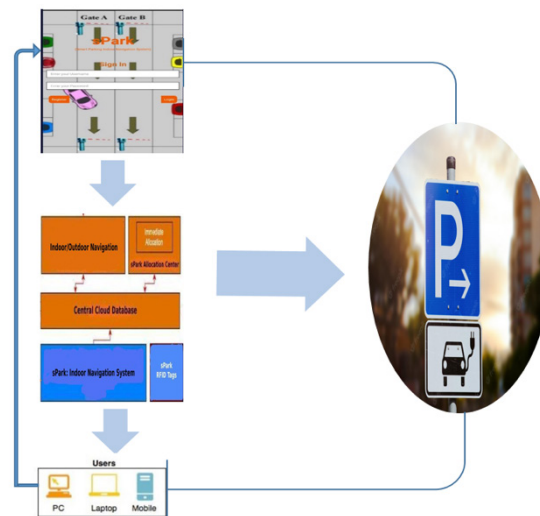 Gate A Gate B
sPark
Sign In
Indoor/Outdoor Navigation
Immediate
Allocation
sPark Allocation Center
Central Cloud Database
sPark: Indoor Navigation System
sPark
RFID Tags
Users
PC Laptop Mobile
P